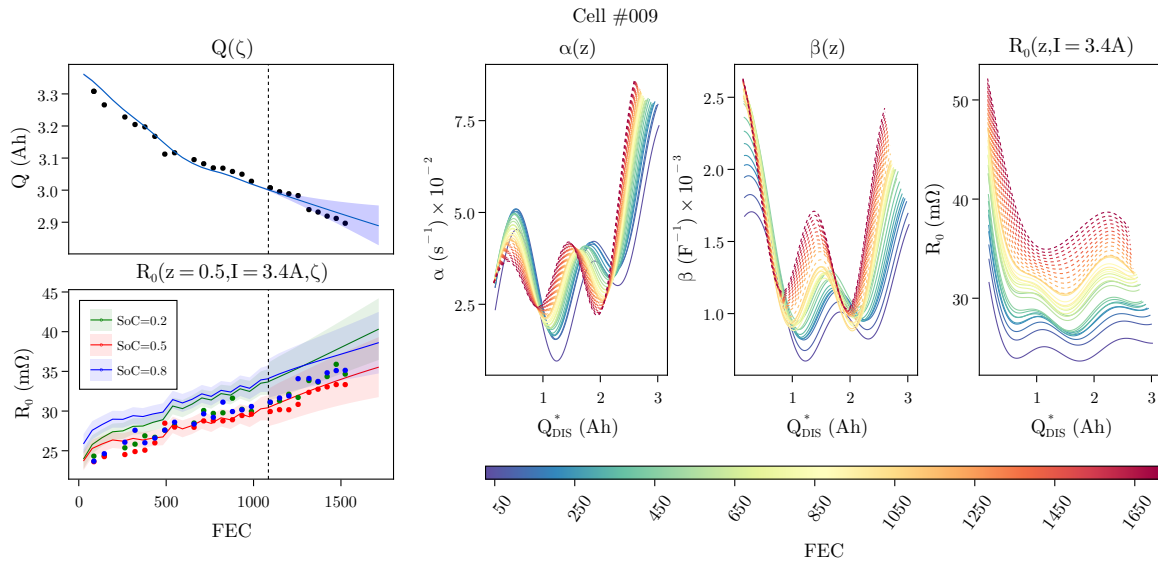 Cell #009
Q(ζ)
3.3
3.2
3.1
3.0
2.9
Q (Ah)
R₀(z = 0.5,I = 3.4A,ζ)
45
40
35
30
25
R₀ (mΩ)
SoC=0.2
SoC=0.5
SoC=0.8
0 500 1000 1500
FEC
α(z)
7.5
5.0
2.5
α (s⁻¹) × 10⁻²
1 2 3
Q*DIS (Ah)
β(z)
2.5
2.0
1.5
1.0
β (F⁻¹) × 10⁻³
1 2 3
Q*DIS (Ah)
R₀(z,I = 3.4A)
50
40
30
R₀ (mΩ)
0 1 2 3
Q*DIS (Ah)
50 250 450 650 850 1050 1250 1450 1650
FEC